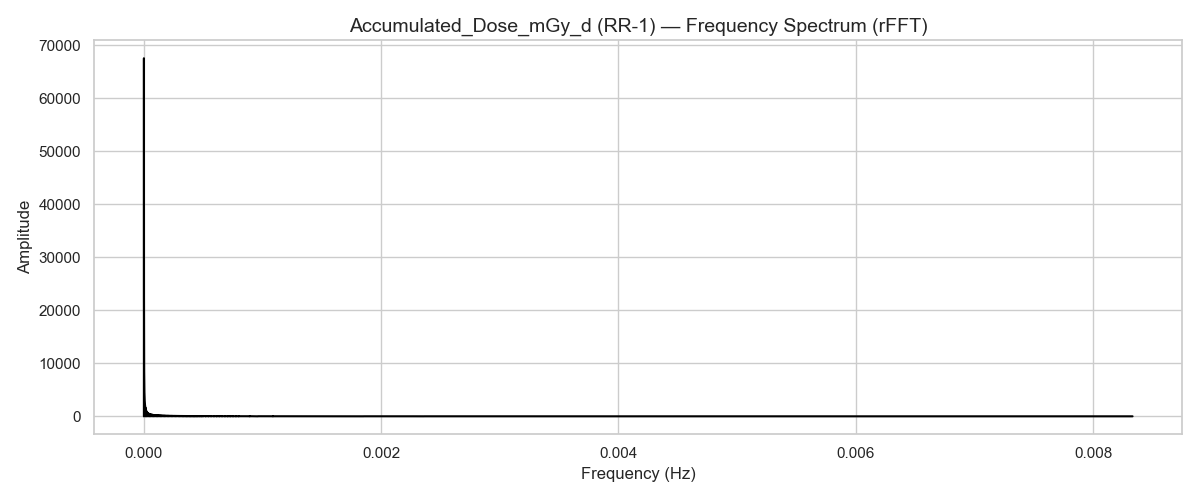 Accumulated_Dose_mGy_d (RR-1) — Frequency Spectrum (rFFT)
70000
60000
50000
40000
30000
20000
10000
0
Amplitude
0.000 0.002 0.004 0.006 0.008
Frequency (Hz)